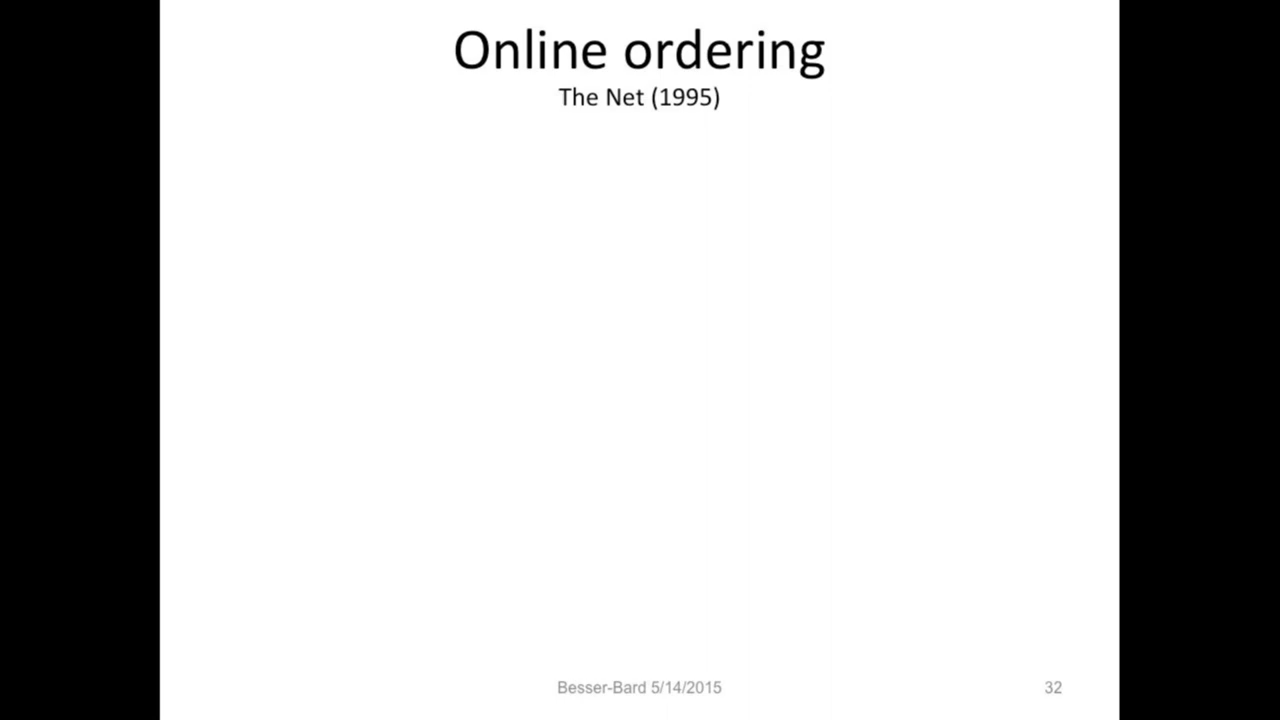 Online ordering
The Net (1995)
Besser-Bard 5/14/2015
32